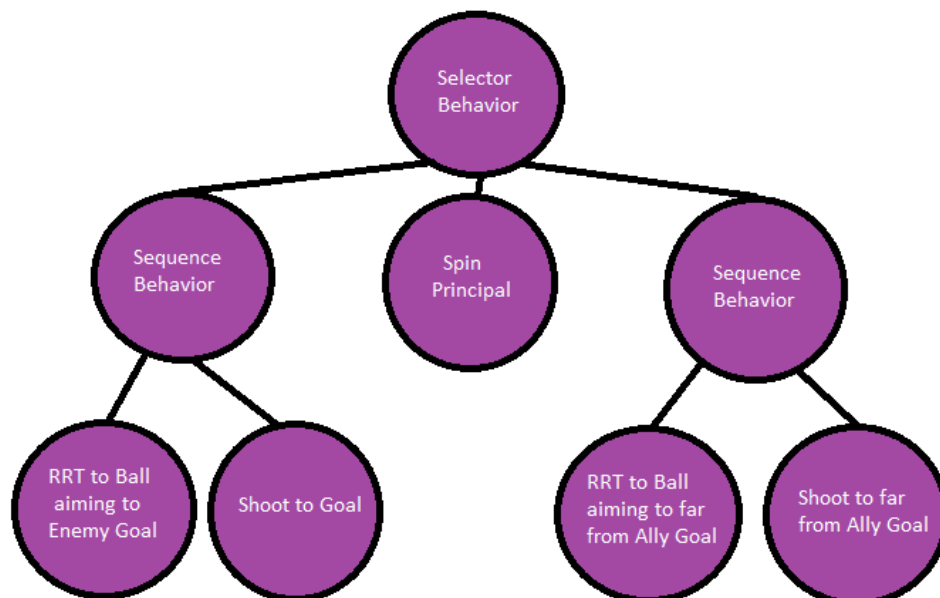 Selector
Behavior
Sequence
Behavior
Spin
Principal
Sequence
Behavior
RRT to Ball
aiming to
Enemy Goal
Shoot to Goal
RRT to Ball
aiming to far
from Ally Goal
Shoot to far
from Ally Goal